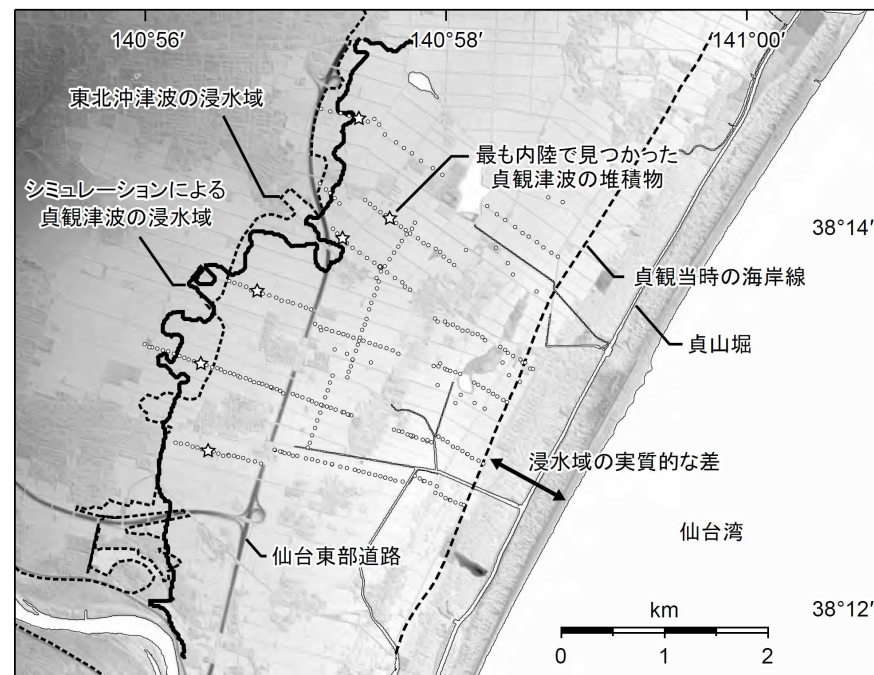 140°56′
140°58′
141°00′
東北沖津波の浸水域
最も内陸で見つかった
貞観津波の堆積物
シミュレーションによる
貞観津波の浸水域
38°14′
貞観当時の海岸線
貞山堀
浸水域の実質的な差
仙台湾
仙台東部道路
38°12′
km
0
1
2